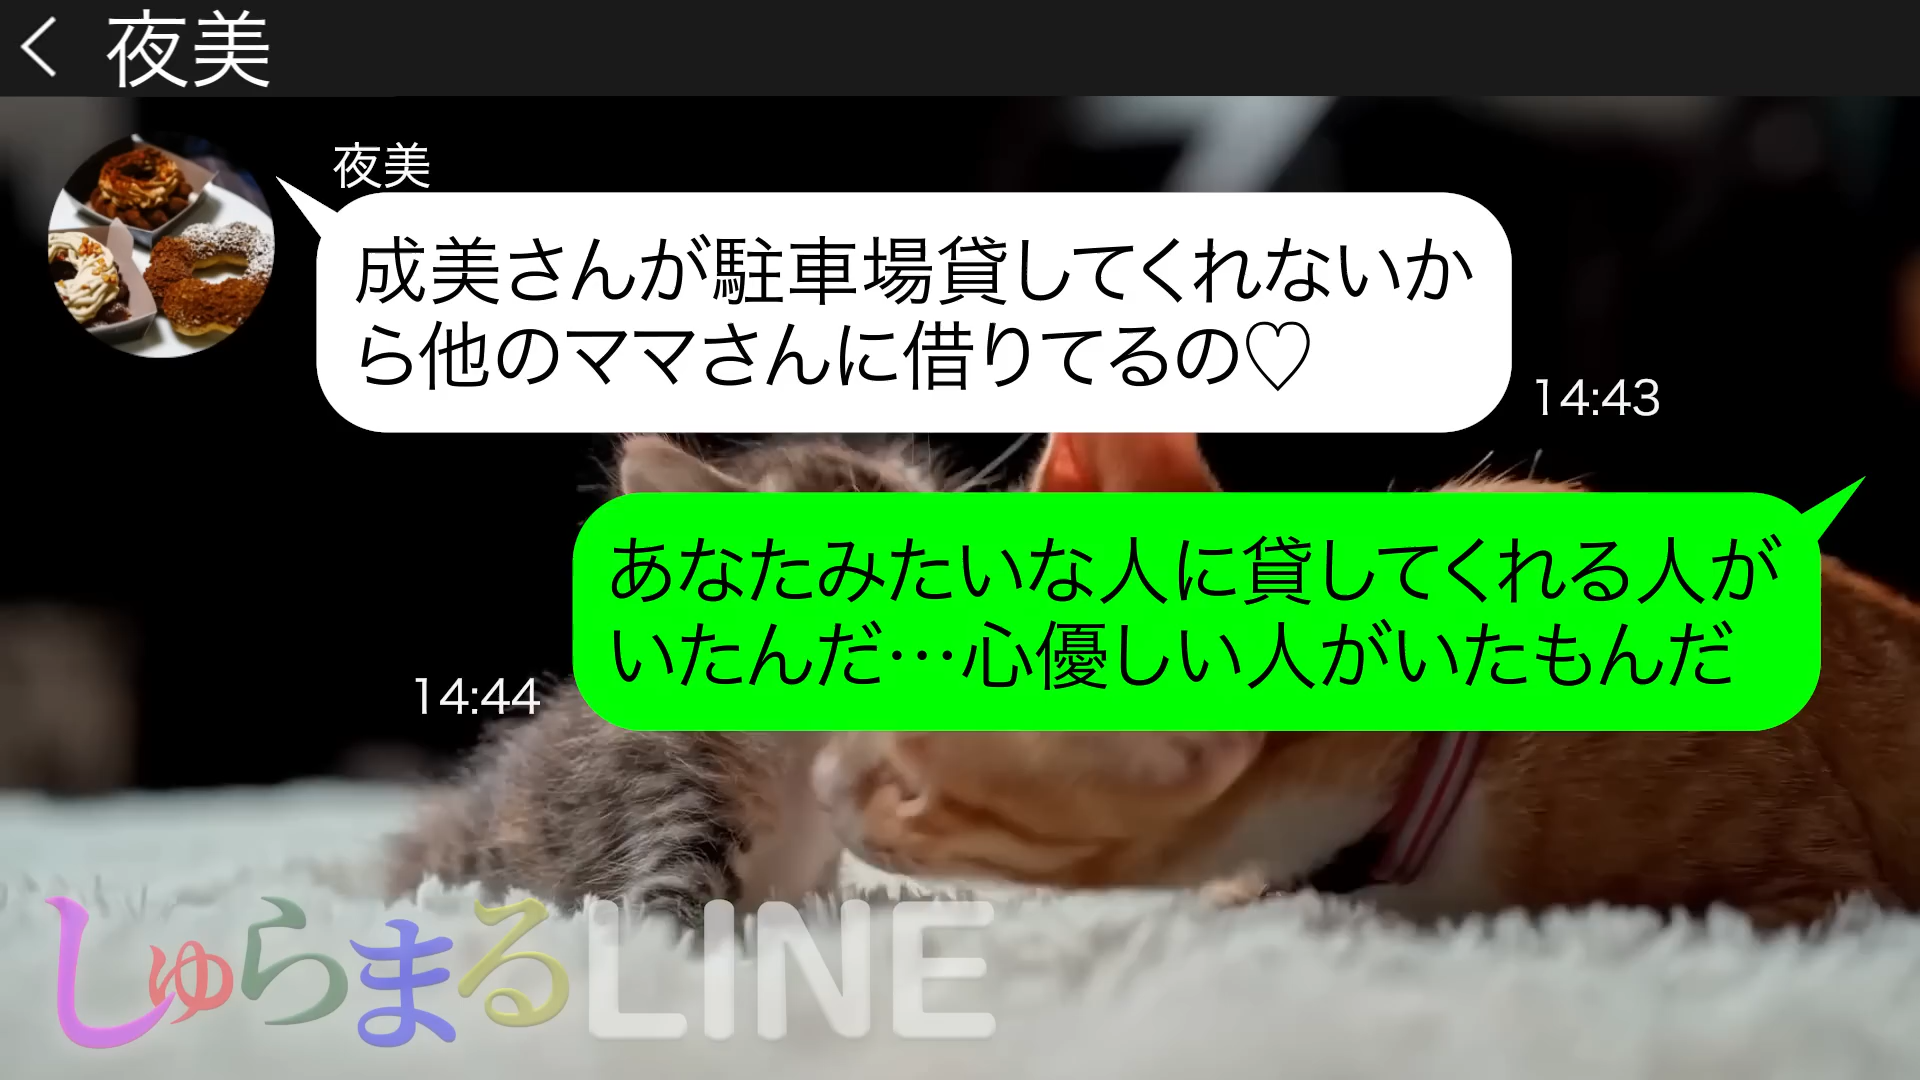 夜美
夜美
成美さんが駐車場貸してくれないか
ら他のママさんに借りてるの♡
14:43
あなたみたいな人に貸してくれる人が
いたんだ…心優しい人がいたもんだ
14:44
しゅらまるLINE